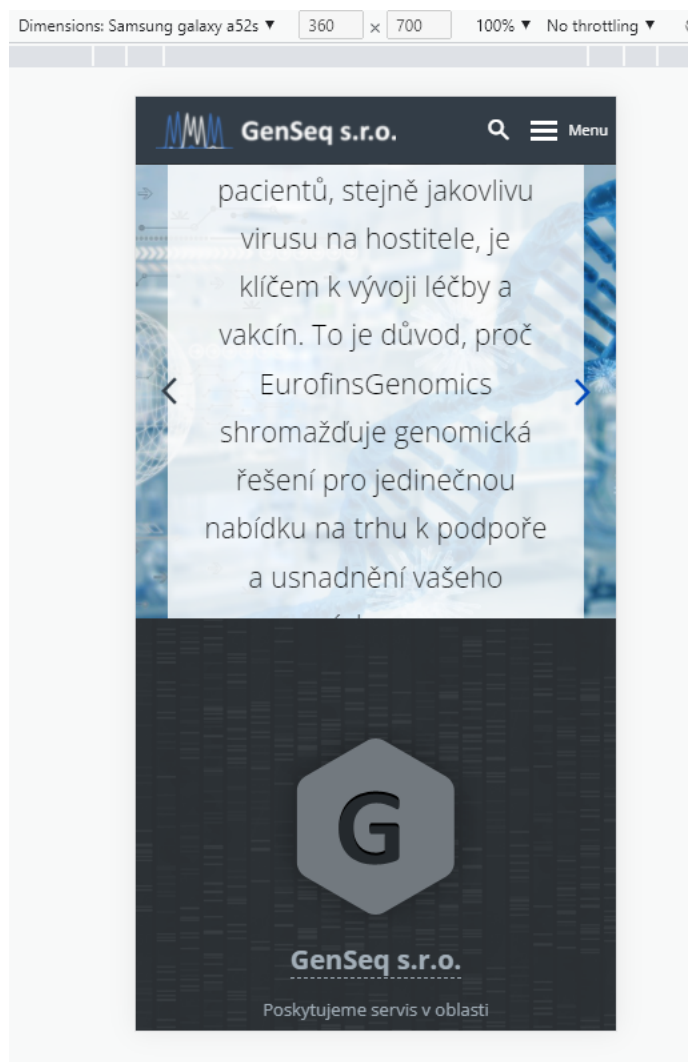 Dimensions: Samsung galaxy a52s ▼ 360 x 700 100% ▼ No throttling ▼
GenSeq s.r.o. Menu
pacientů, stejně jakovlivu
virusu na hostitele, je
klíčem k vývoji léčby a
vakcín. To je důvod, proč
EurofinsGenomics
shromažďuje genomická
řešení pro jedinečnou
nabídku na trhu k podpoře
a usnadnění vašeho
G
GenSeq s.r.o.
Poskytujeme servis v oblasti